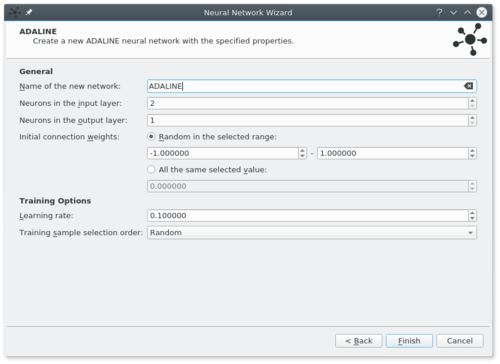 Neural Network Wizard
ADALINE
Create a new ADALINE neural network with the specified properties.
General
Name of the new network: ADALINE
Neurons in the input layer: 2
Neurons in the output layer: 1
Initial connection weights: Random in the selected range:
-1.000000 - 1.000000
All the same selected value:
0.000000
Training Options
Learning rate: 0.100000
Training sample selection order: Random
< Back Finish Cancel